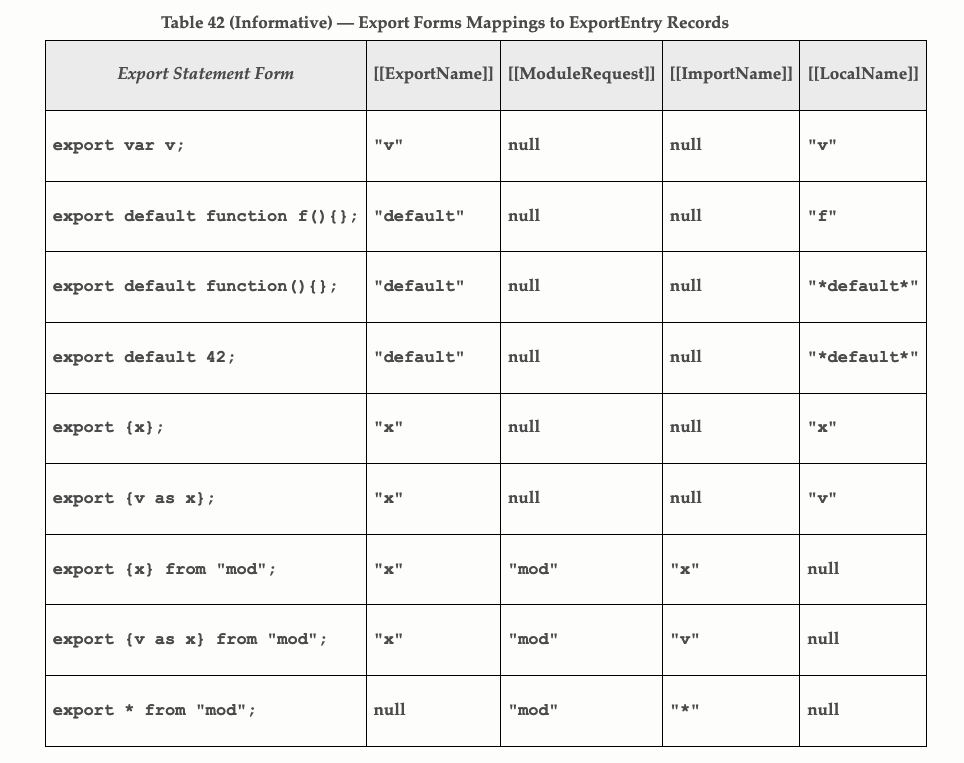 Table 42 (Informative) — Export Forms Mappings to ExportEntry Records
Export Statement Form [[ExportName]] [[ModuleRequest]] [[ImportName]] [[LocalName]]
export var v; "v" null null "v"
export default function f(){}; "default" null null "f"
export default function(){}; "default" null null "*default*"
export default 42; "default" null null "*default*"
export {x}; "x" null null "x"
export {v as x}; "x" null null "v"
export {x} from "mod"; "x" "mod" "x" null
export {v as x} from "mod"; "x" "mod" "v" null
export * from "mod"; null "mod" "*" null